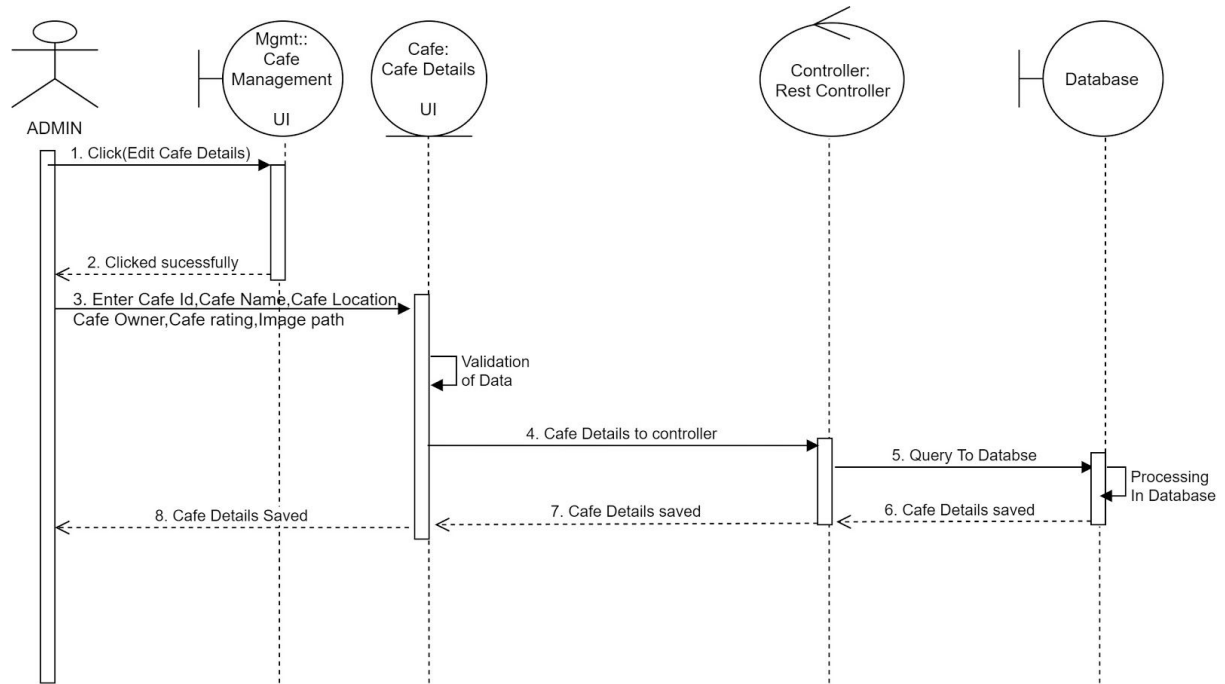 Mgmt::
Cafe
Management
UI
Cafe:
Cafe Details
UI
Controller:
Rest Controller
Database
ADMIN
1. Click(Edit Cafe Details)
2. Clicked sucessfully
3. Enter Cafe Id,Cafe Name,Cafe Location
Cafe Owner,Cafe rating,Image path
Validation
of Data
4. Cafe Details to controller
5. Query To Databse
Processing
In Database
6. Cafe Details saved
7. Cafe Details saved
8. Cafe Details Saved